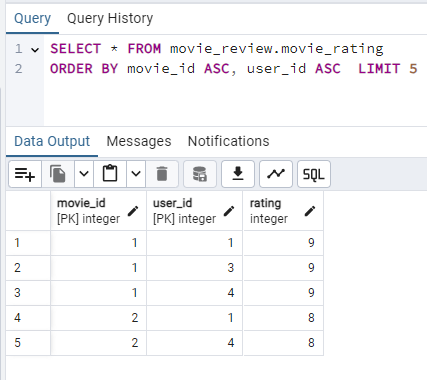 Query Query History
1 SELECT * FROM movie_review.movie_rating
2 ORDER BY movie_id ASC, user_id ASC  LIMIT 5
Data Output Messages Notifications
SQL
movie_id user_id rating
[PK] integer [PK] integer integer
1 1 1 9
2 1 3 9
3 1 4 9
4 2 1 8
5 2 4 8